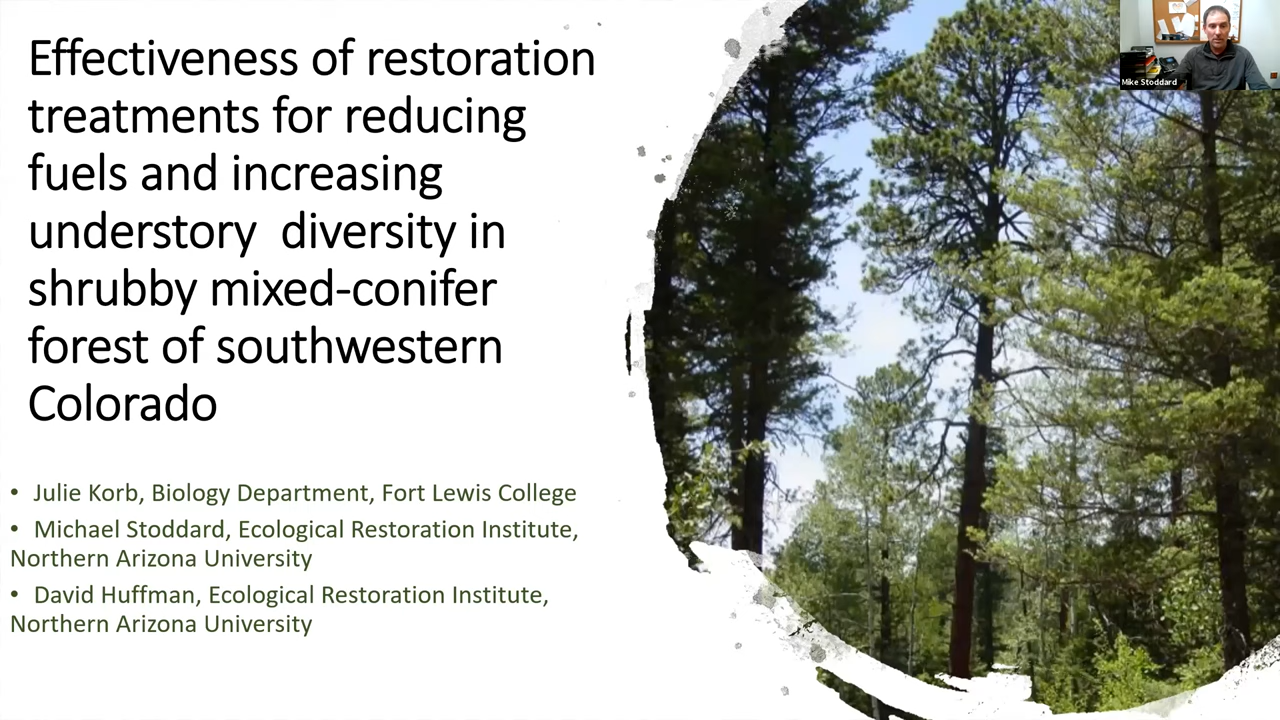 Effectiveness of restoration
treatments for reducing
fuels and increasing
understory  diversity in
shrubby mixed-conifer
forest of southwestern
Colorado
• Julie Korb, Biology Department, Fort Lewis College
• Michael Stoddard, Ecological Restoration Institute,
Northern Arizona University
• David Huffman, Ecological Restoration Institute,
Northern Arizona University
Mike Stoddard